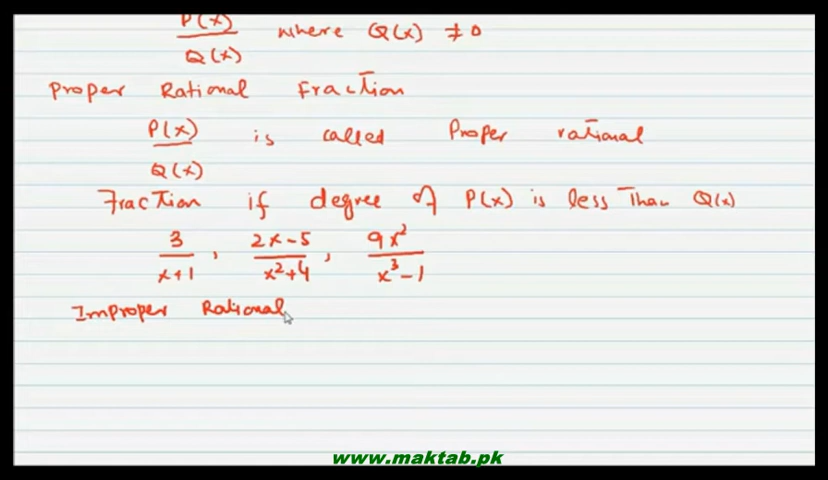 P(x)
/ Q(x) where Q(x) ≠ 0
Proper Rational Fraction
P(x) / Q(x) is called Proper rational
Fraction if degree of P(x) is less Than Q(x)
3 / x+1 , 2x-5 / x²+4 , 9x² / x³-1
Improper Rational
www.maktab.pk